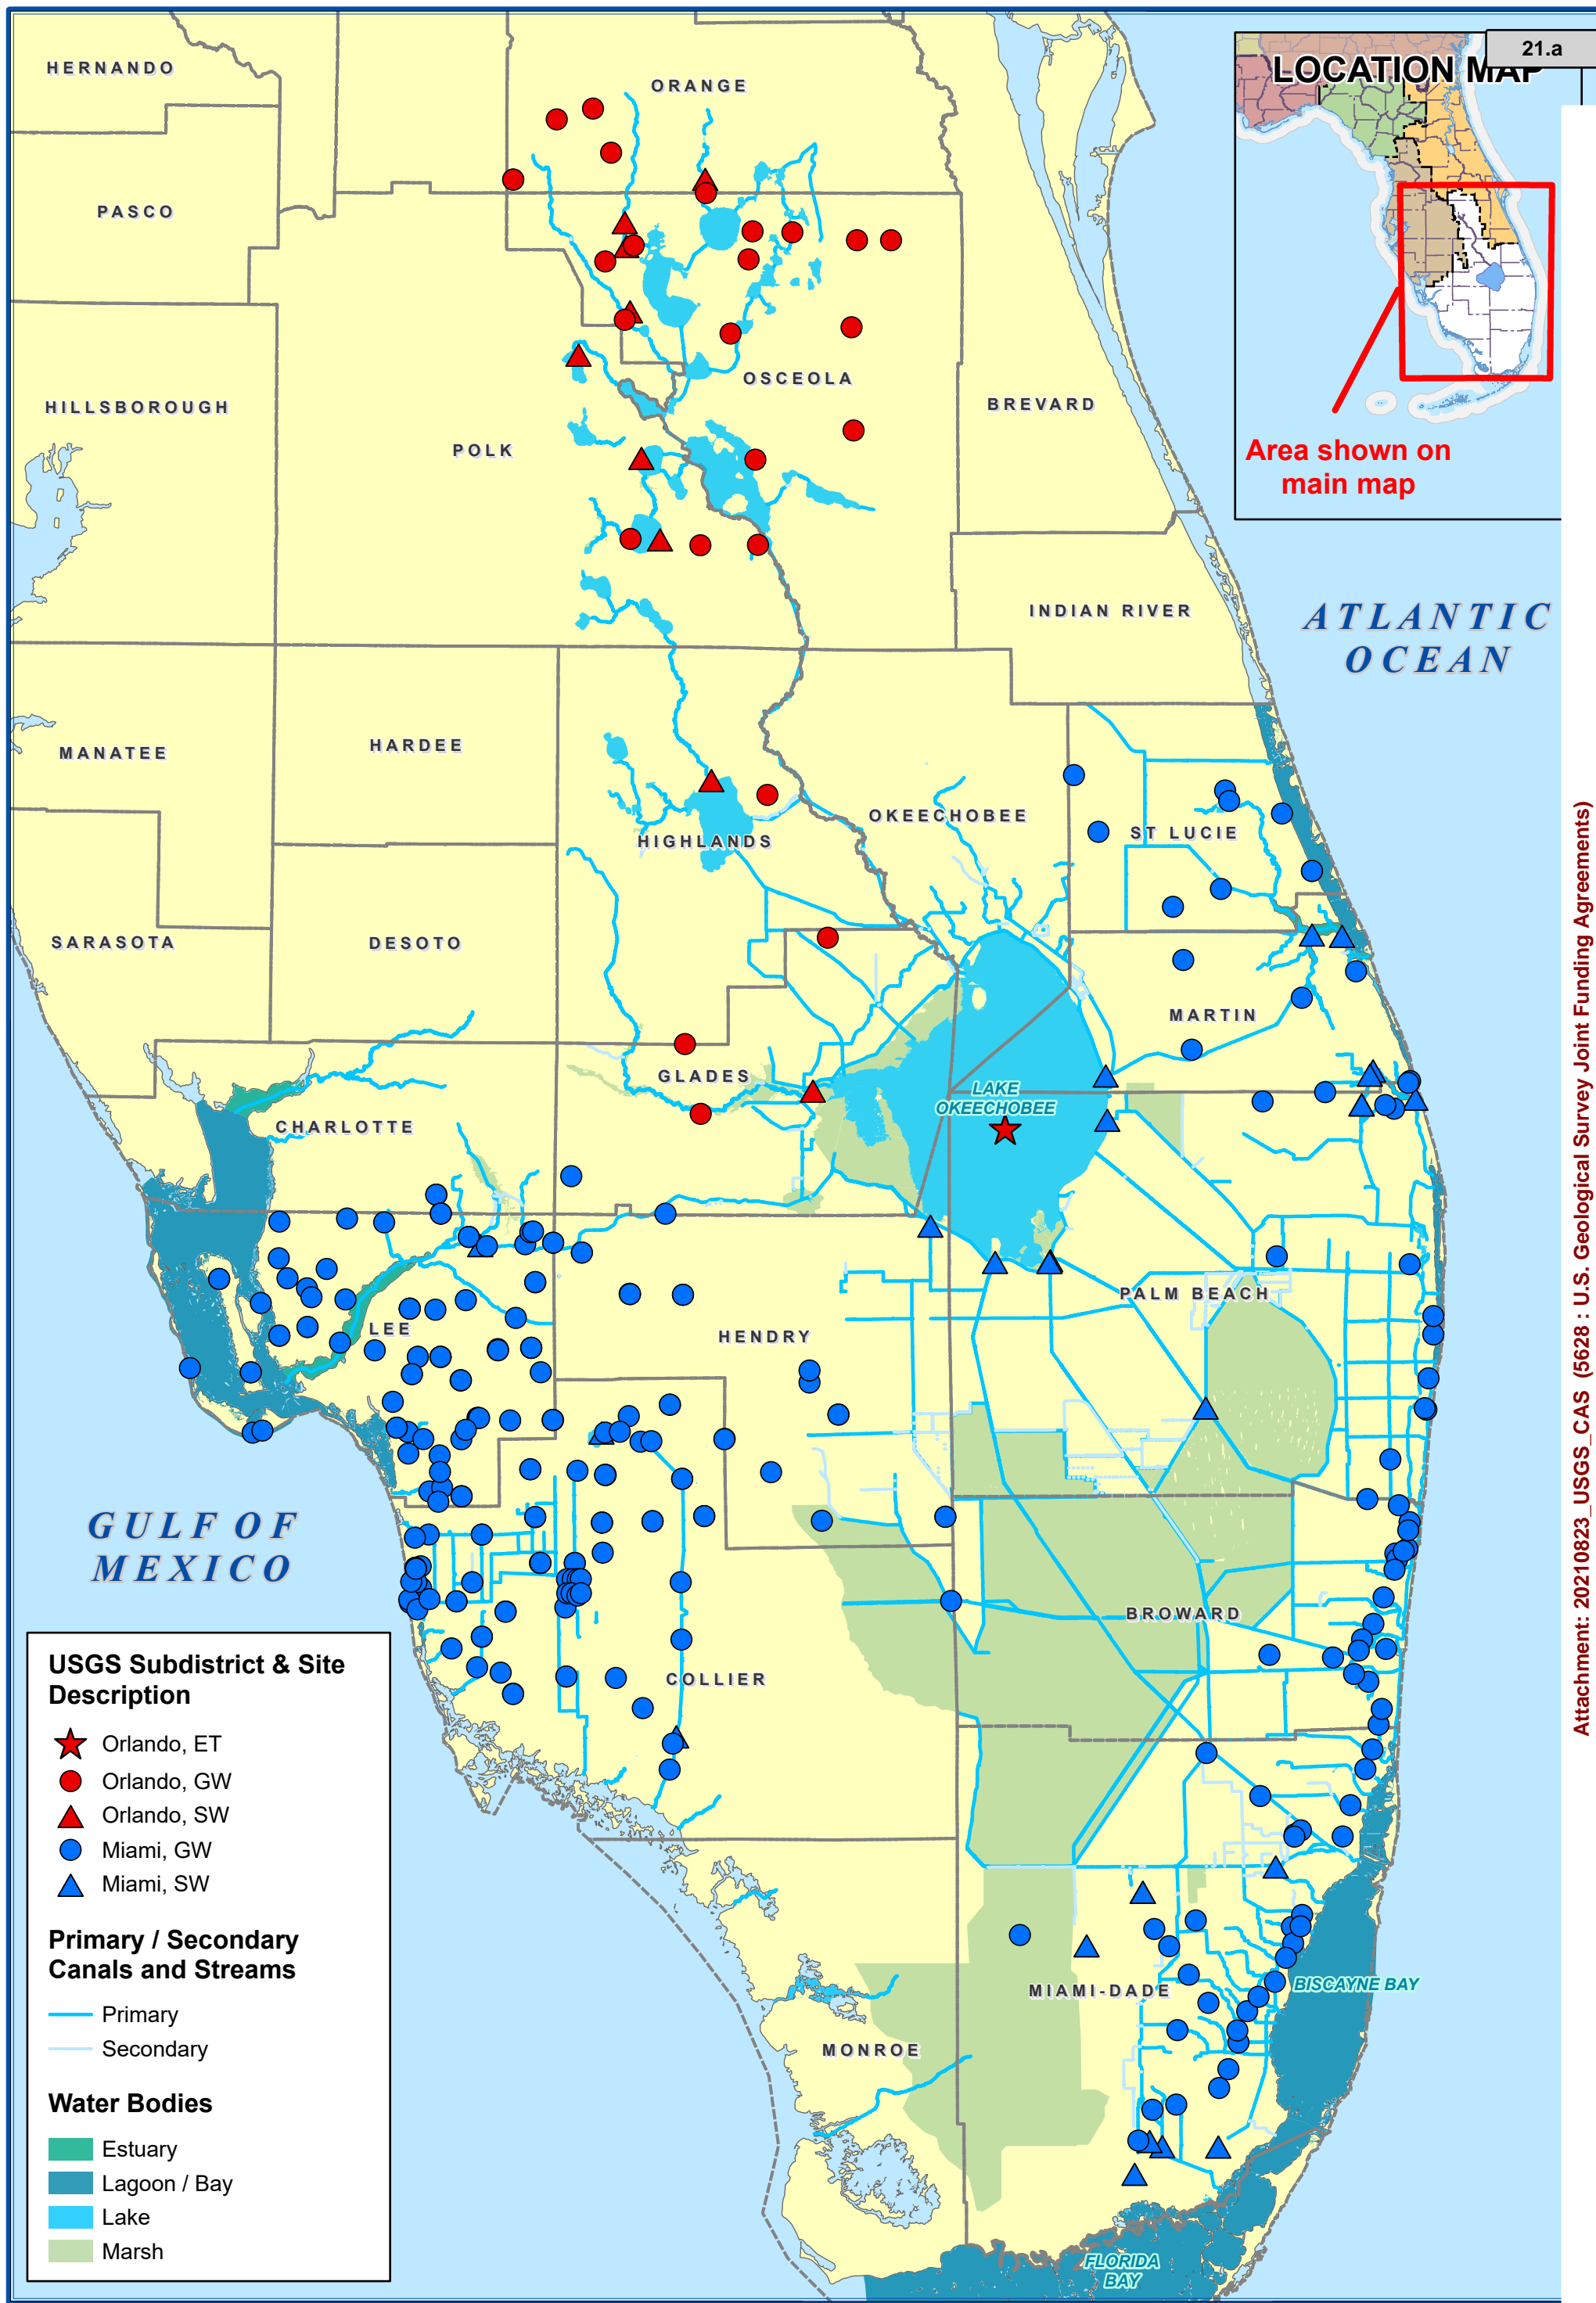 21.a
LOCATION MAP
Area shown on
main map
HERNANDO
ORANGE
PASCO
HILLSBOROUGH
POLK
OSCEOLA
BREVARD
INDIAN RIVER
ATLANTIC
OCEAN
MANATEE
HARDEE
HIGHLANDS
OKEECHOBEE
ST LUCIE
SARASOTA
DESOTO
MARTIN
GLADES
LAKE
OKEECHOBEE
CHARLOTTE
PALM BEACH
LEE
HENDRY
GULF OF
MEXICO
BROWARD
COLLIER
MIAMI-DADE
BISCAYNE BAY
MONROE
FLORIDA
BAY
USGS Subdistrict & Site
Description
Orlando, ET
Orlando, GW
Orlando, SW
Miami, GW
Miami, SW
Primary / Secondary
Canals and Streams
Primary
Secondary
Water Bodies
Estuary
Lagoon / Bay
Lake
Marsh
Attachment: 20210823_USGS_CAS (5628 : U.S. Geological Survey Joint Funding Agreements)